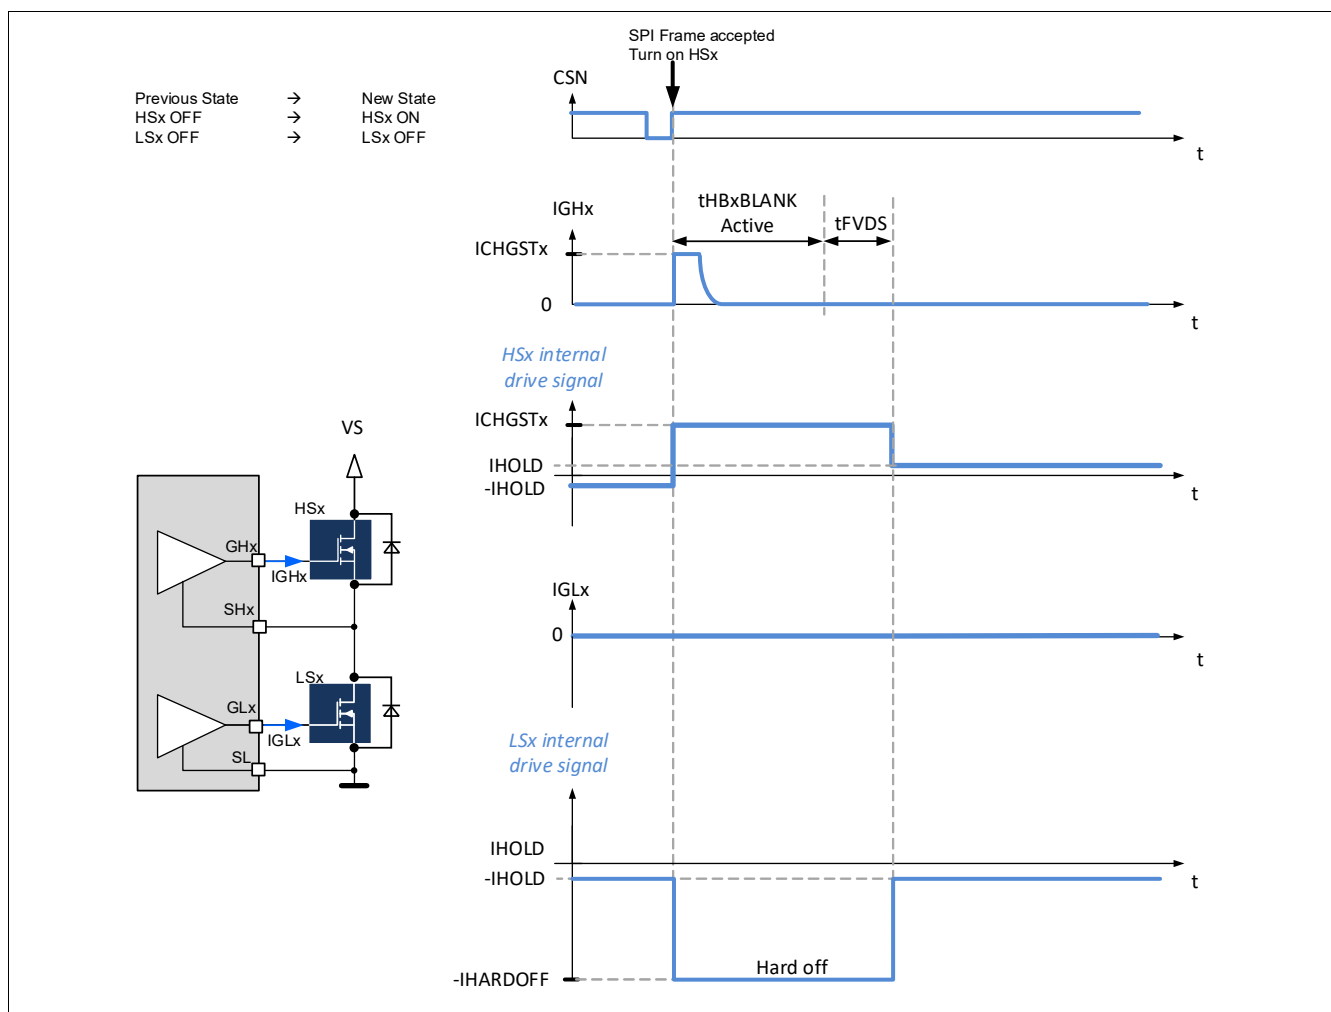 SPI Frame accepted
Turn on HSx
Previous State → New State
HSx OFF → HSx ON
LSx OFF → LSx OFF
CSN
t
IGHx
tHBxBLANK
Active
tFVDS
ICHGSTx
0
t
HSx internal
drive signal
ICHGSTx
IHOLD
-IHOLD
t
VS
HSx
GHx
IGHx
SHx
LSx
GLx
IGLx
SL
IGLx
0
t
LSx internal
drive signal
IHOLD
-IHOLD
t
-IHARDOFF
Hard off